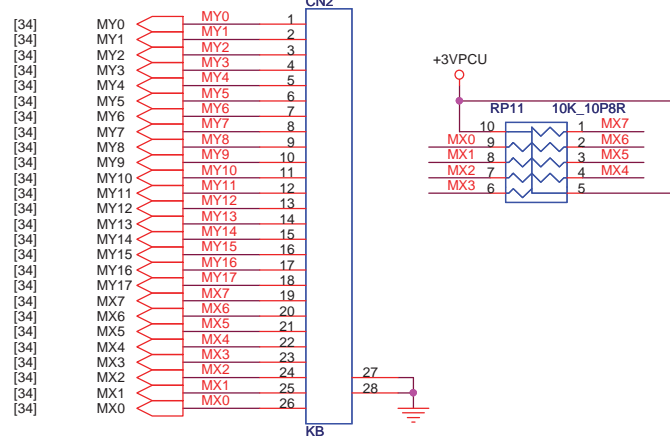 CN2
[34] MY0 MY0 1
[34] MY1 MY1 2
[34] MY2 MY2 3
[34] MY3 MY3 4
[34] MY4 MY4 5
[34] MY5 MY5 6
[34] MY6 MY6 7
[34] MY7 MY7 8
[34] MY8 MY8 9
[34] MY9 MY9 10
[34] MY10 MY10 11
[34] MY11 MY11 12
[34] MY12 MY12 13
[34] MY13 MY13 14
[34] MY14 MY14 15
[34] MY15 MY15 16
[34] MY16 MY16 17
[34] MY17 MY17 18
[34] MX7 MX7 19
[34] MX6 MX6 20
[34] MX5 MX5 21
[34] MX4 MX4 22
[34] MX3 MX3 23
[34] MX2 MX2 24
[34] MX1 MX1 25
[34] MX0 MX0 26
27
28
KB
+3VPCU
RP11 10K_10P8R
10 1 MX7
MX0 9 2 MX6
MX1 8 3 MX5
MX2 7 4 MX4
MX3 6 5